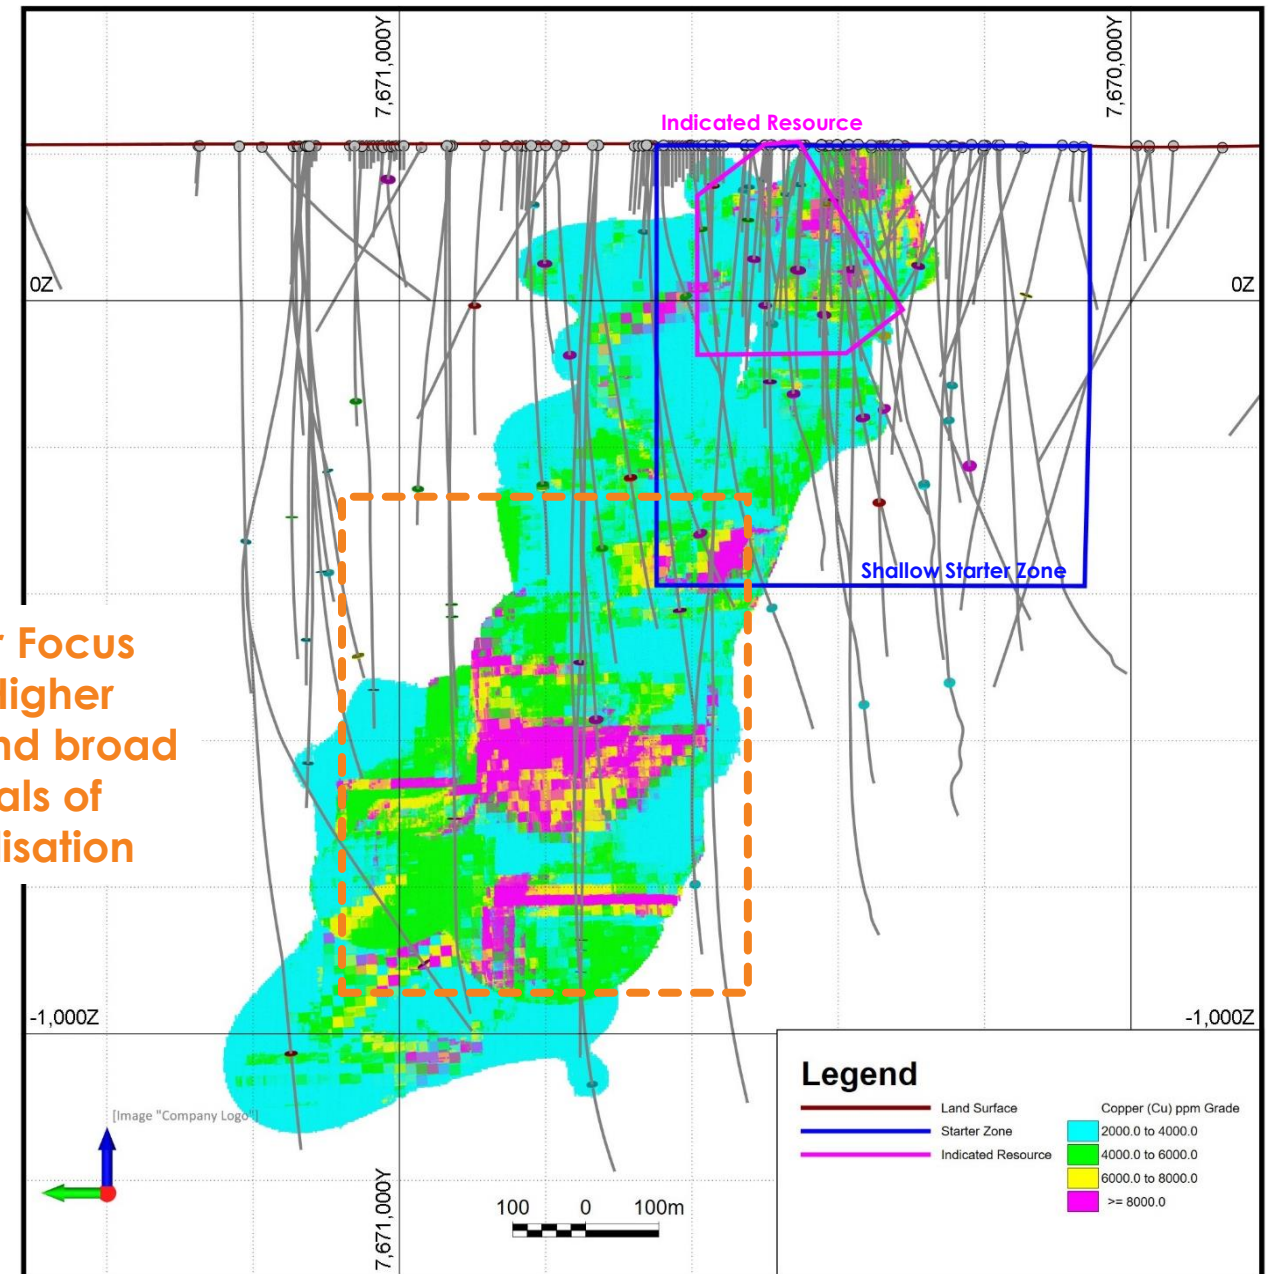 7,671,000Y
7,670,000Y
Indicated Resource
0Z
0Z
Shallow Starter Zone
Focus
nd broad
als of
-1,000Z
-1,000Z
[Image "Company Logo"]
7,671,000Y
100 0 100m
Legend
Land Surface
Starter Zone
Indicated Resource
Copper (Cu) ppm Grade
2000.0 to 4000.0
4000.0 to 6000.0
6000.0 to 8000.0
>= 8000.0